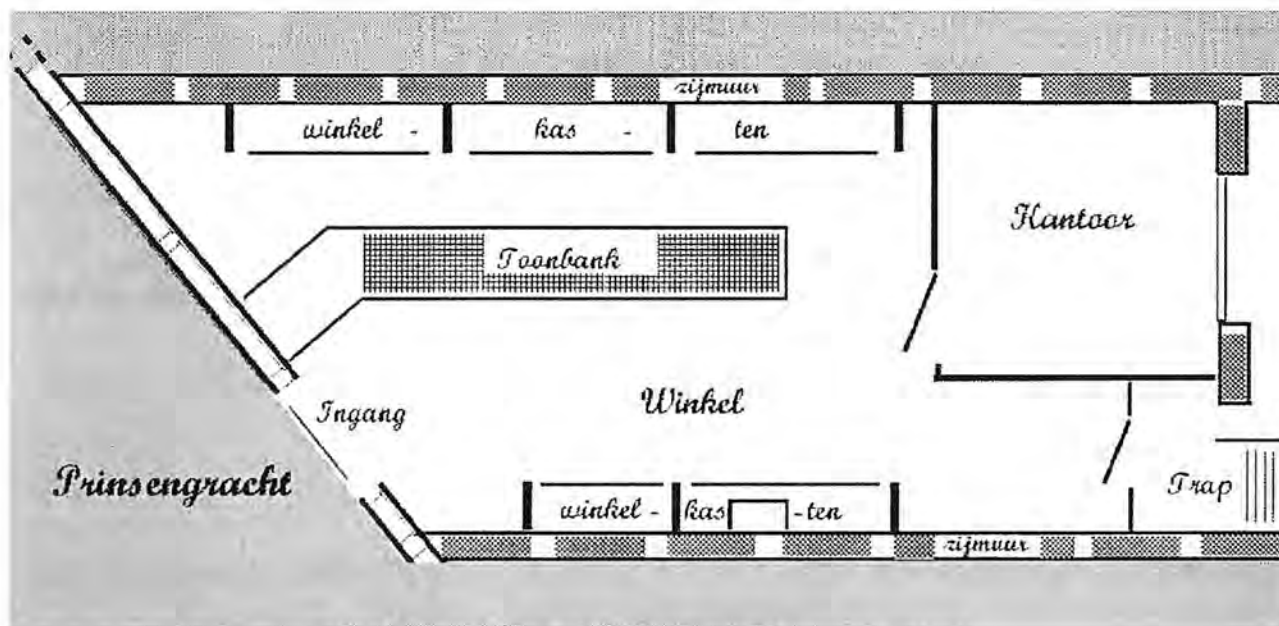 zijmuur
winkel - kas - ten
Kantoor
Toonbank
Winkel
Ingang
Prinsengracht
Trap
winkel - kas -ten
zijmuur